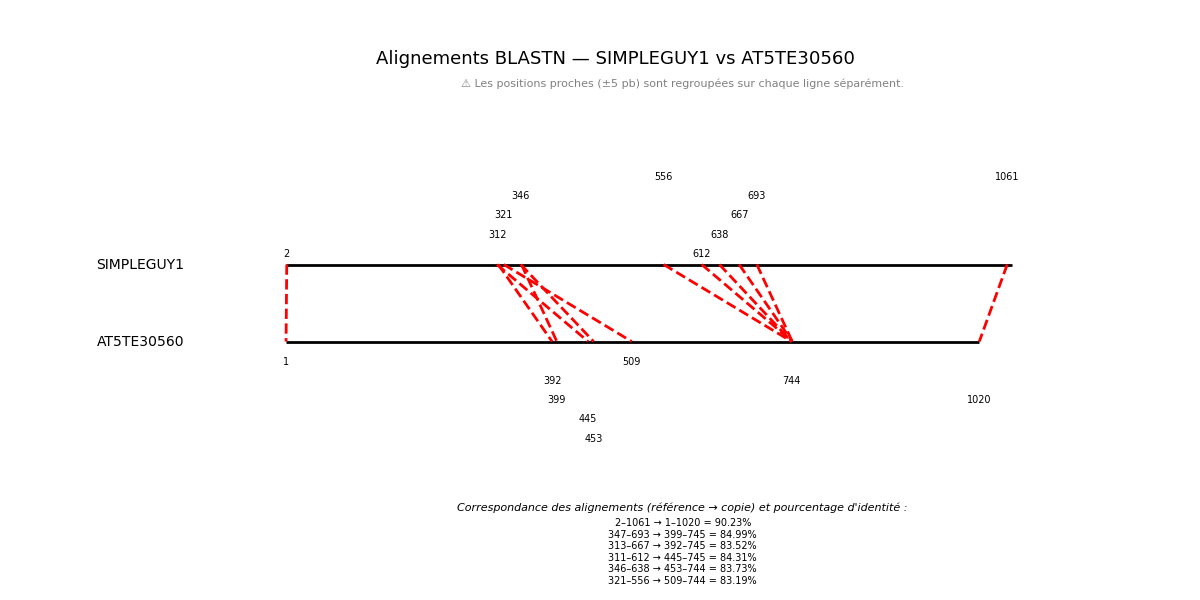 Alignements BLASTN — SIMPLEGUY1 vs AT5TE30560
⚠ Les positions proches (±5 pb) sont regroupées sur chaque ligne séparément.
556 1061
346 693
321 667
312 638
2 612
SIMPLEGUY1
AT5TE30560
1 509
392 744
399 1020
445
453
Correspondance des alignements (référence → copie) et pourcentage d'identité :
2–1061 → 1–1020 = 90.23%
347–693 → 399–745 = 84.99%
313–667 → 392–745 = 83.52%
311–612 → 445–745 = 84.31%
346–638 → 453–744 = 83.73%
321–556 → 509–744 = 83.19%